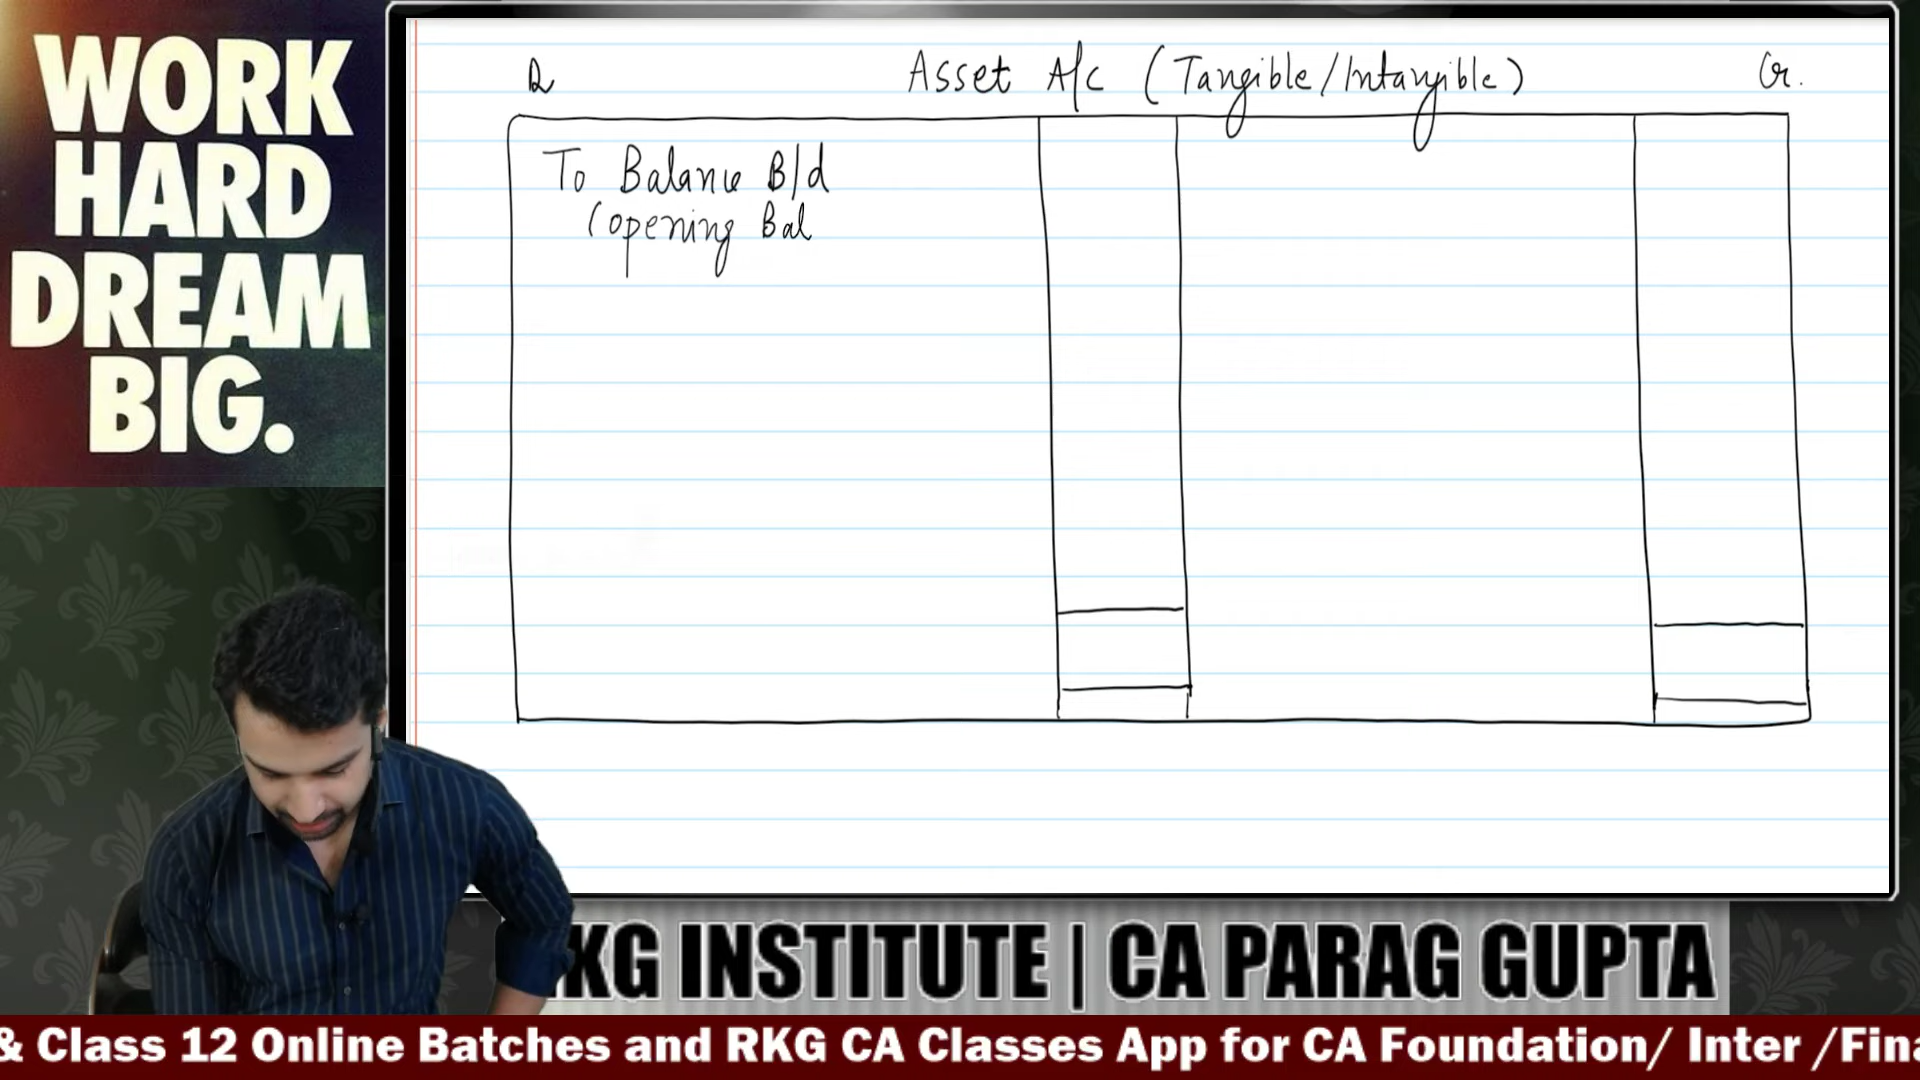 WORK
HARD
DREAM
BIG.
Dr Asset A/c (Tangible/Intangible) Cr.
To Balance B/d
(opening Bal
KG INSTITUTE | CA PARAG GUPTA
& Class 12 Online Batches and RKG CA Classes App for CA Foundation/ Inter /Fina